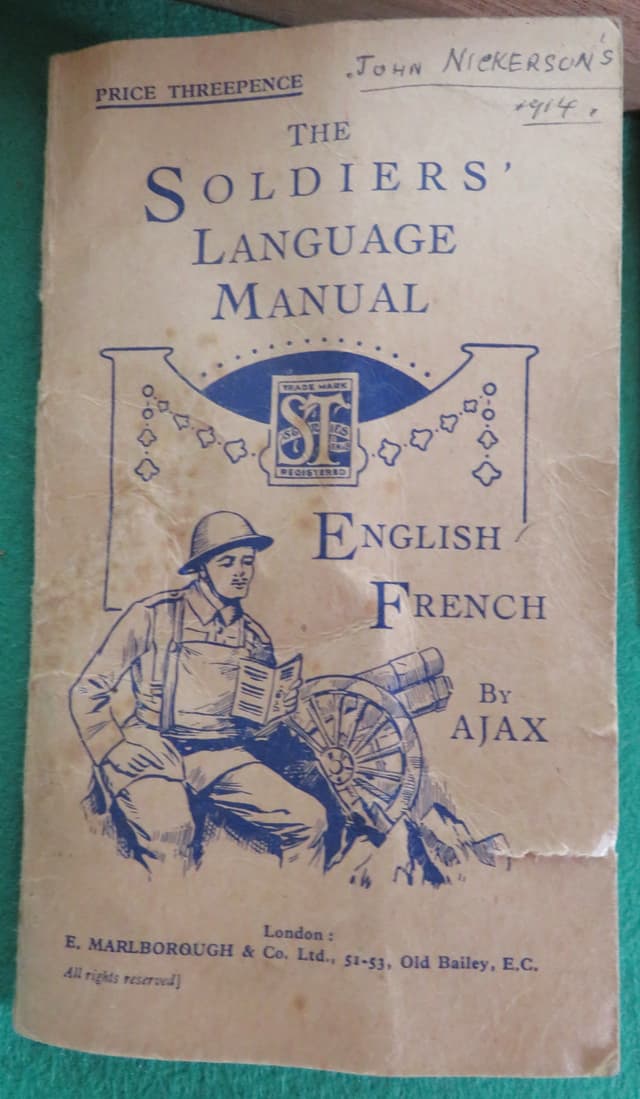 PRICE THREEPENCE
JOHN NICKERSON'S
1914.
THE
SOLDIERS'
LANGUAGE
MANUAL
TRADE MARK
ST
REGISTERED
ENGLISH
FRENCH
BY
AJAX
London:
E. MARLBOROUGH & Co. Ltd., 51-53, Old Bailey, E.C.
All rights reserved]